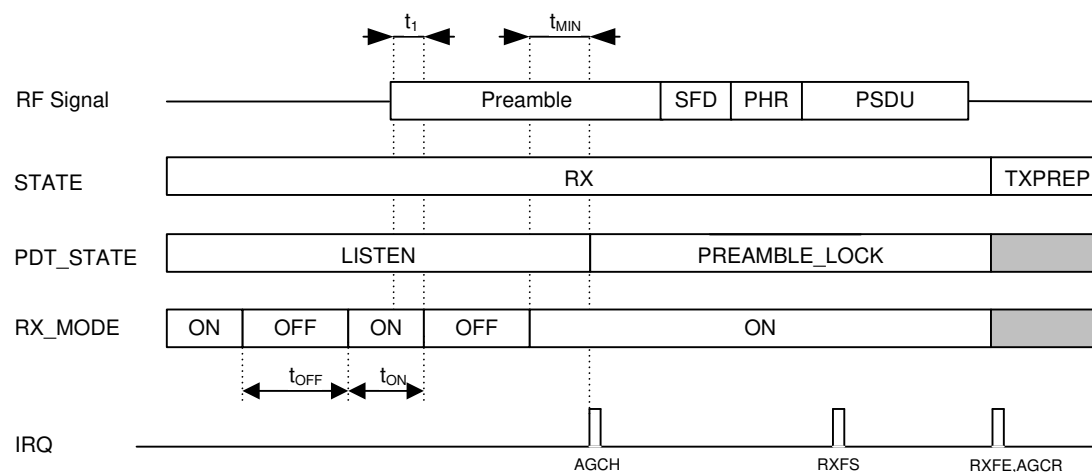 t1 tMIN
RF Signal Preamble SFD PHR PSDU
STATE RX TXPREP
PDT_STATE LISTEN PREAMBLE_LOCK
RX_MODE ON OFF ON OFF ON
tOFF tON
IRQ
AGCH RXFS RXFE,AGCR